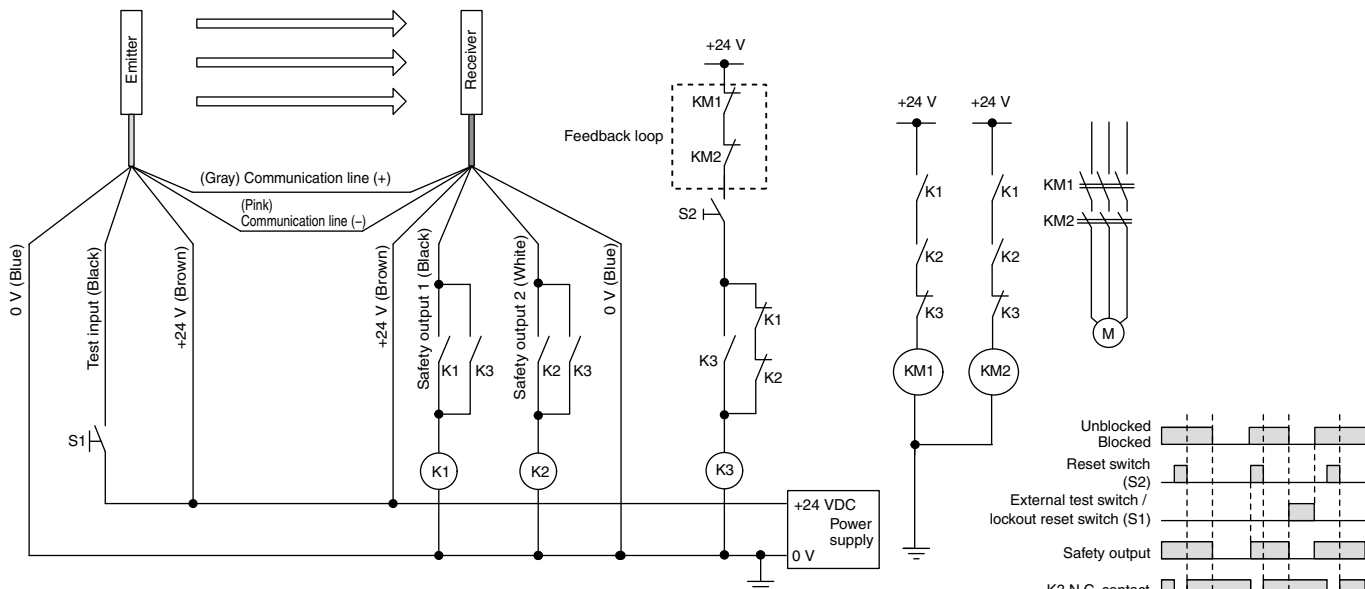 Emitter
Receiver
(Gray) Communication line (+)
(Pink)
Communication line (−)
0 V (Blue)
Test input (Black)
+24 V (Brown)
+24 V (Brown)
Safety output 1 (Black)
Safety output 2 (White)
0 V (Blue)
K1
K3
K2
K3
S1
K1
K2
K3
+24 V
KM1
Feedback loop
KM2
S2
K3
K1
K2
+24 V
+24 V
K1
K1
K2
K2
K3
K3
KM1
KM2
KM1
KM2
M
+24 VDC
Power
supply
0 V
Unblocked
Blocked
Reset switch
(S2)
External test switch /
lockout reset switch (S1)
Safety output